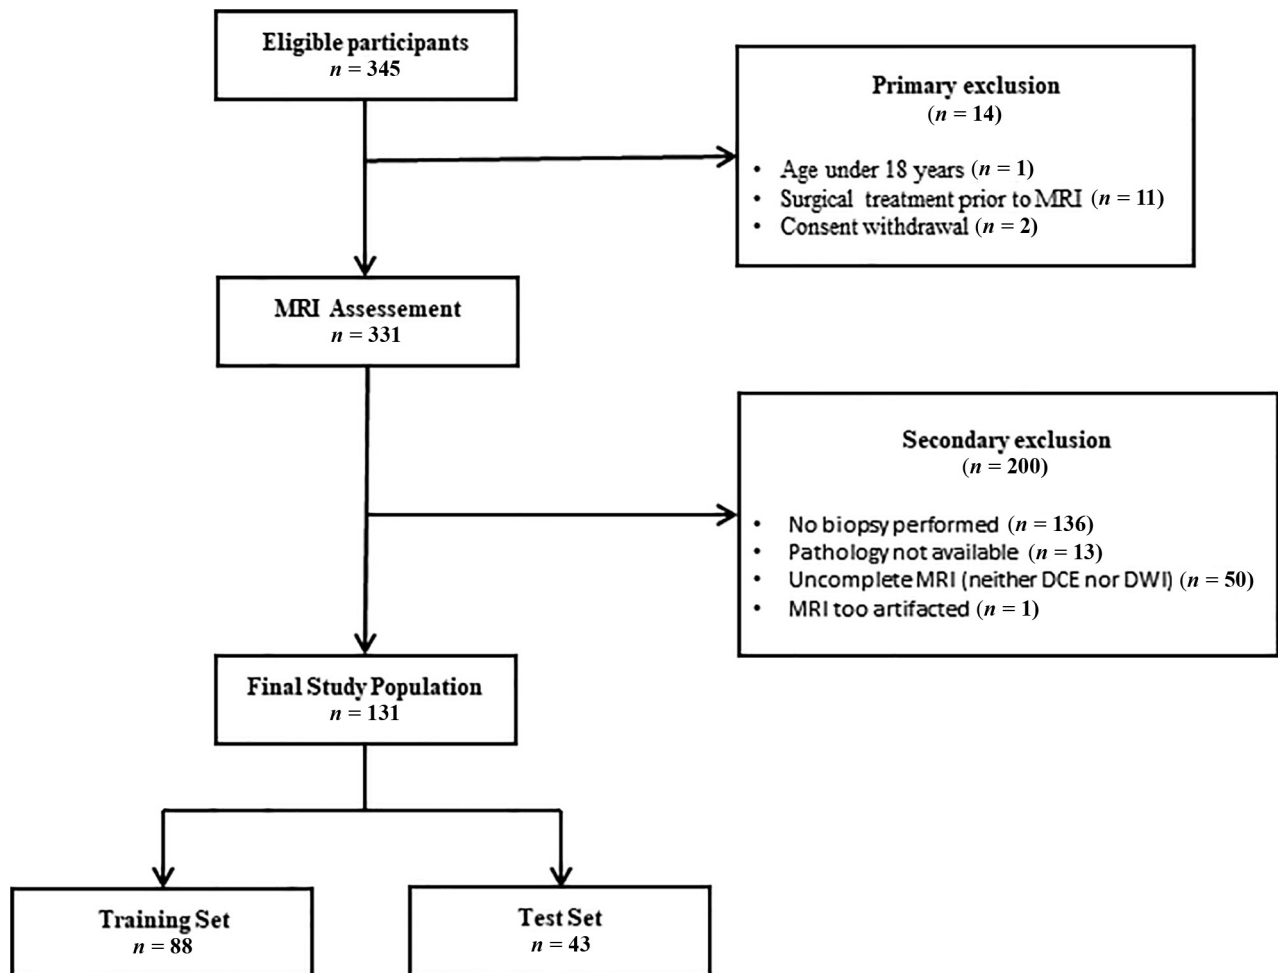 Eligible participants
n = 345
Primary exclusion
(n = 14)
• Age under 18 years (n = 1)
• Surgical treatment prior to MRI (n = 11)
• Consent withdrawal (n = 2)
MRI Assessement
n = 331
Secondary exclusion
(n = 200)
• No biopsy performed (n = 136)
• Pathology not available (n = 13)
• Uncomplete MRI (neither DCE nor DWI) (n = 50)
• MRI too artifacted (n = 1)
Final Study Population
n = 131
Training Set
n = 88
Test Set
n = 43